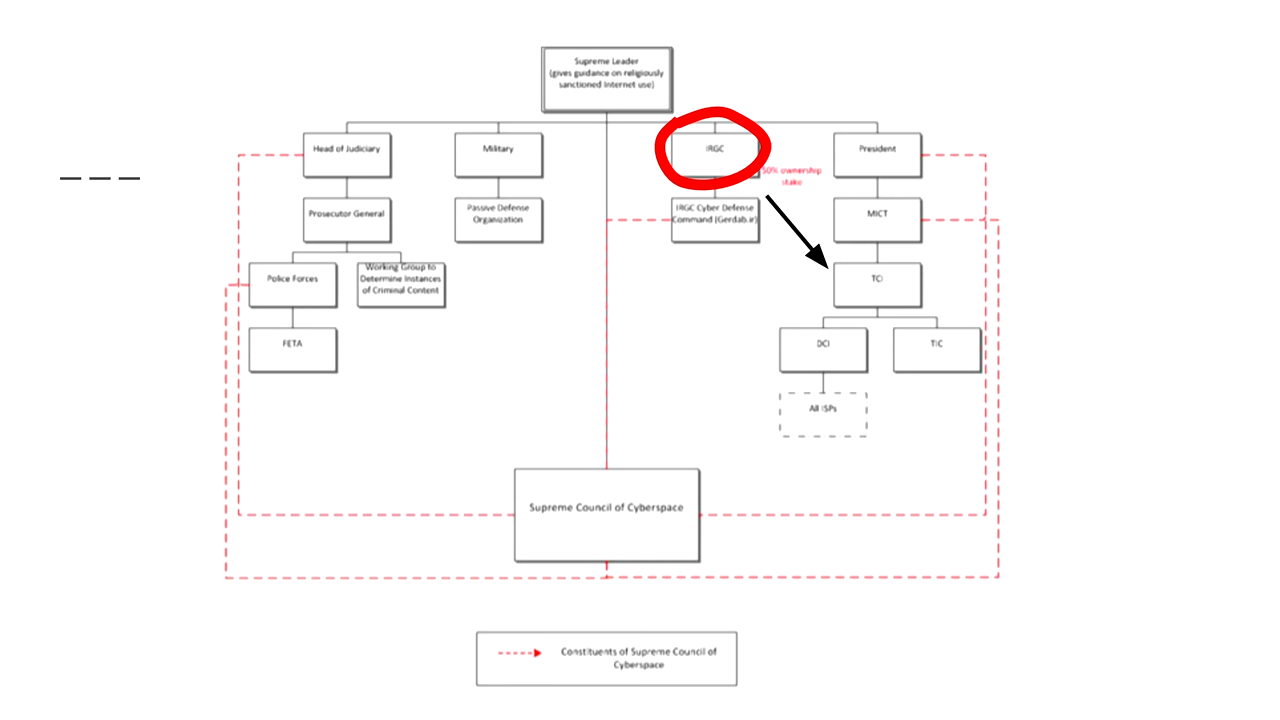 Supreme Leader
(gives guidance on religiously
sanctioned Internet use)
Head of Judiciary
Military
IRGC
President
50% ownership
stake
Prosecutor General
Passive Defense
Organization
IRGC Cyber Defense
Command (Gerdab.ir)
MICT
Police Forces
Working Group to
Determine Instances
of Criminal Content
TCI
FETA
DCI
TIC
All ISPs
Supreme Council of Cyberspace
Constituents of Supreme Council of
Cyberspace